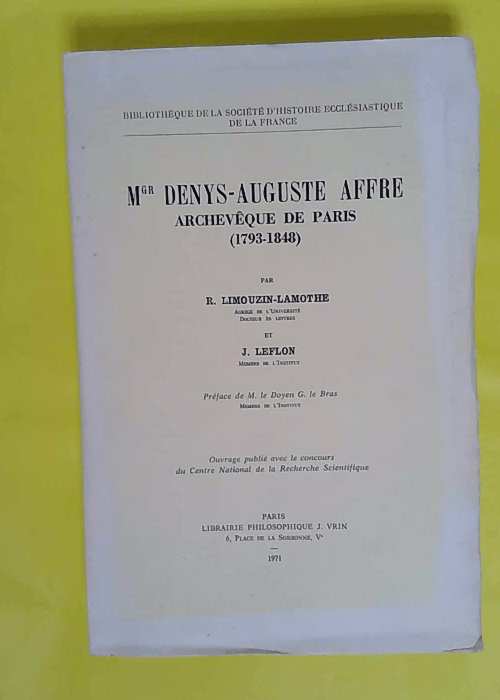 BIBLIOTHÈQUE DE LA SOCIÉTÉ D'HISTOIRE ECCLÉSIASTIQUE
DE LA FRANCE
MGR DENYS-AUGUSTE AFFRE
ARCHEVÊQUE DE PARIS
(1793-1848)
PAR
R. LIMOUZIN-LAMOTHE
AGRÉGÉ DE L'UNIVERSITÉ
DOCTEUR ÈS LETTRES
ET
J. LEFLON
MEMBRE DE L'INSTITUT
Préface de M. le Doyen G. le Bras
MEMBRE DE L'INSTITUT
Ouvrage publié avec le concours
du Centre National de la Recherche Scientifique
PARIS
LIBRAIRIE PHILOSOPHIQUE J. VRIN
6, PLACE DE LA SORBONNE, Ve
1971